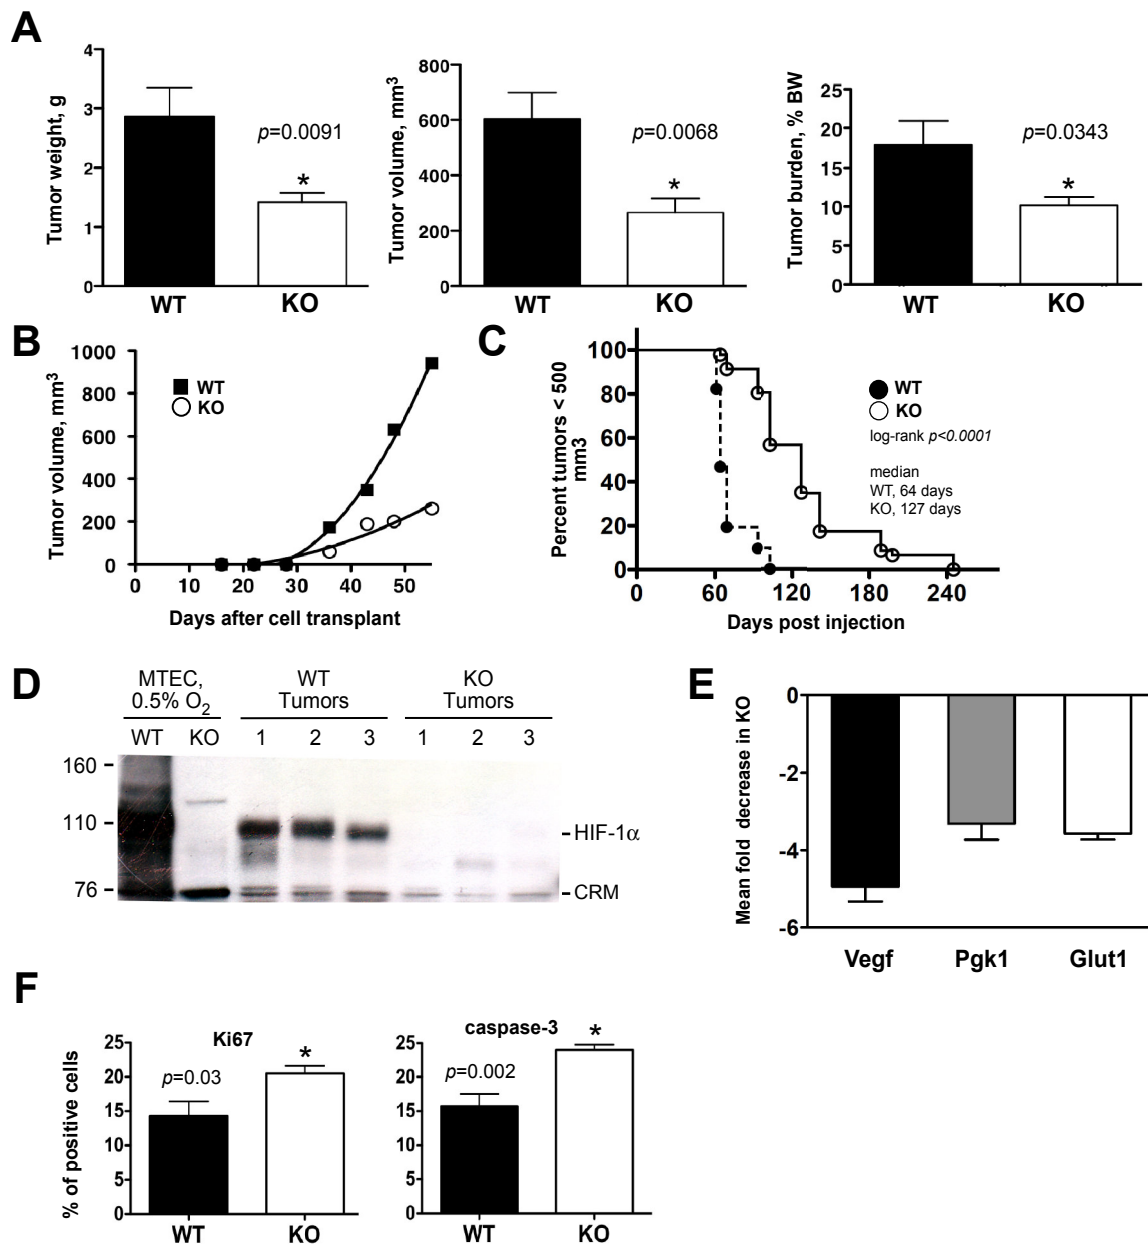 A
Tumor weight, g
4
3
2
1
0
p=0.0091
*
WT
KO
Tumor volume, mm3
800
600
400
200
0
p=0.0068
*
WT
KO
Tumor burden, % BW
25
20
15
10
5
0
p=0.0343
*
WT
KO
B
Tumor volume, mm3
1000
800
600
400
200
0
WT
KO
0 10 20 30 40 50
Days after cell transplant
C
Percent tumors < 500
mm3
100
80
60
40
20
0
WT
KO
log-rank p<0.0001
median
WT, 64 days
KO, 127 days
0 60 120 180 240
Days post injection
D
MTEC,
0.5% O2
WT
Tumors
KO
Tumors
WT KO 1 2 3 1 2 3
160
110
76
HIF-1α
CRM
E
Mean fold decrease in KO
0
-2
-4
-6
Vegf Pgk1 Glut1
F
% of positive cells
Ki67
25
20
15
10
5
0
p=0.03
*
WT
KO
caspase-3
25
20
15
10
5
0
p=0.002
*
WT
KO